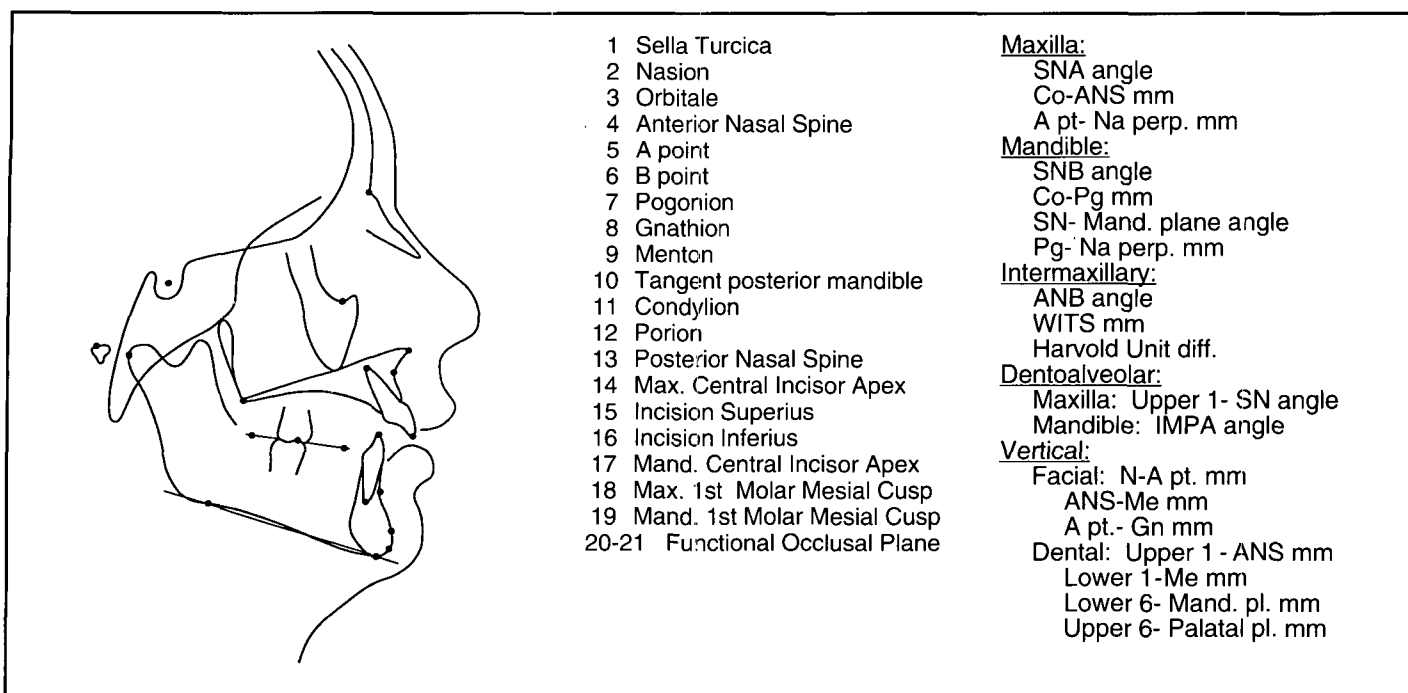 1 Sella Turcica
2 Nasion
3 Orbitale
4 Anterior Nasal Spine
5 A point
6 B point
7 Pogonion
8 Gnathion
9 Menton
10 Tangent posterior mandible
11 Condylion
12 Porion
13 Posterior Nasal Spine
14 Max. Central Incisor Apex
15 Incision Superius
16 Incision Inferius
17 Mand. Central Incisor Apex
18 Max. 1st Molar Mesial Cusp
19 Mand. 1st Molar Mesial Cusp
20-21 Functional Occlusal Plane
Maxilla:
SNA angle
Co-ANS mm
A pt- Na perp. mm
Mandible:
SNB angle
Co-Pg mm
SN- Mand. plane angle
Pg- Na perp. mm
Intermaxillary:
ANB angle
WITS mm
Harvold Unit diff.
Dentoalveolar:
Maxilla: Upper 1- SN angle
Mandible: IMPA angle
Vertical:
Facial: N-A pt. mm
ANS-Me mm
A pt.- Gn mm
Dental: Upper 1 - ANS mm
Lower 1-Me mm
Lower 6- Mand. pl. mm
Upper 6- Palatal pl. mm